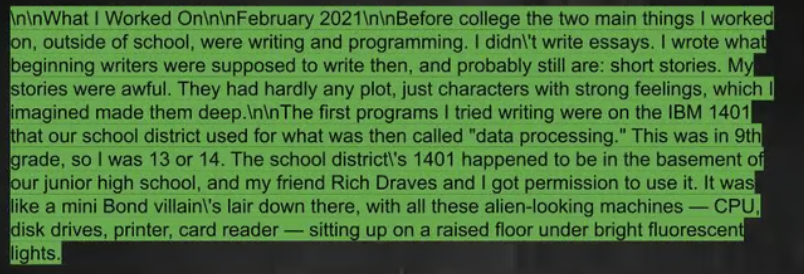 \n\nWhat I Worked On\n\nFebruary 2021\n\nBefore college the two main things I worked
on, outside of school, were writing and programming. I didn\'t write essays. I wrote what
beginning writers were supposed to write then, and probably still are: short stories. My
stories were awful. They had hardly any plot, just characters with strong feelings, which I
imagined made them deep.\n\nThe first programs I tried writing were on the IBM 1401
that our school district used for what was then called "data processing." This was in 9th
grade, so I was 13 or 14. The school district\'s 1401 happened to be in the basement of
our junior high school, and my friend Rich Draves and I got permission to use it. It was
like a mini Bond villain\'s lair down there, with all these alien-looking machines — CPU,
disk drives, printer, card reader — sitting up on a raised floor under bright fluorescent
lights.